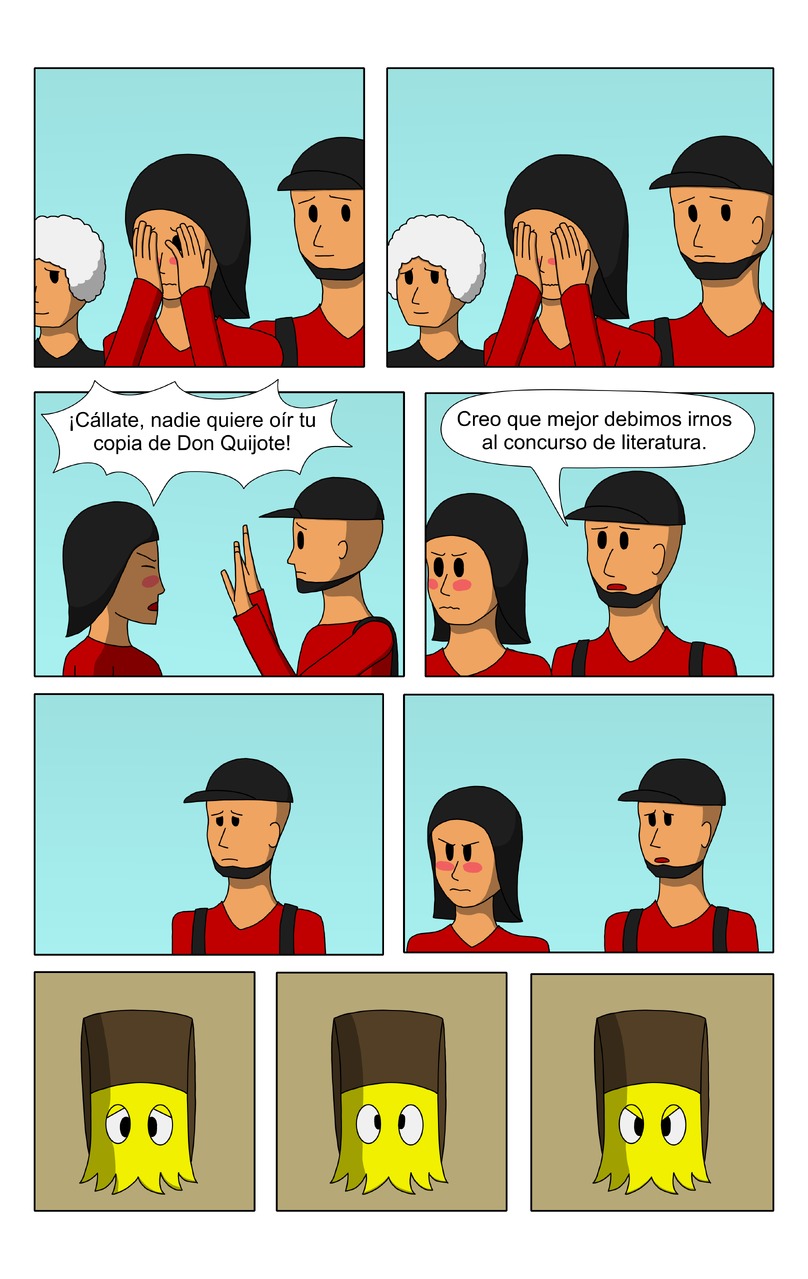 ¡Cállate, nadie quiere oír tu
copia de Don Quijote!
Creo que mejor debimos irnos
al concurso de literatura.